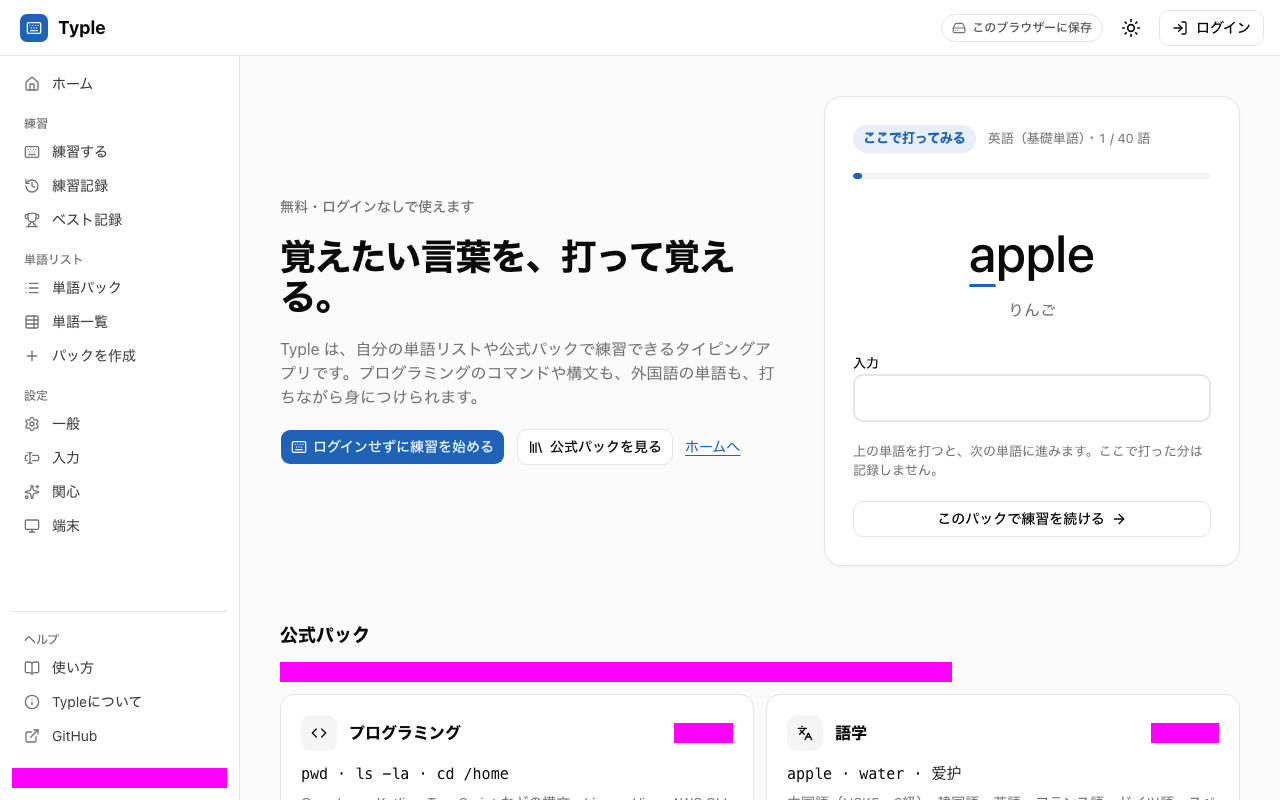 Typle
このブラウザーに保存
ログイン
ホーム
練習
練習する
練習記録
ベスト記録
単語リスト
単語パック
単語一覧
パックを作成
設定
一般
入力
関心
端末
ヘルプ
使い方
Typleについて
GitHub
無料・ログインなしで使えます
覚えたい言葉を、打って覚え
る。
Typle は、自分の単語リストや公式パックで練習できるタイピングア
プリです。プログラミングのコマンドや構文も、外国語の単語も、打
ちながら身につけられます。
ログインせずに練習を始める
公式パックを見る
ホームへ
ここで打ってみる
英語（基礎単語）・1 / 40 語
apple
りんご
入力
上の単語を打つと、次の単語に進みます。ここで打った分は
記録しません。
このパックで練習を続ける
公式パック
プログラミング
pwd · ls -la · cd /home
語学
apple · water · 爱护